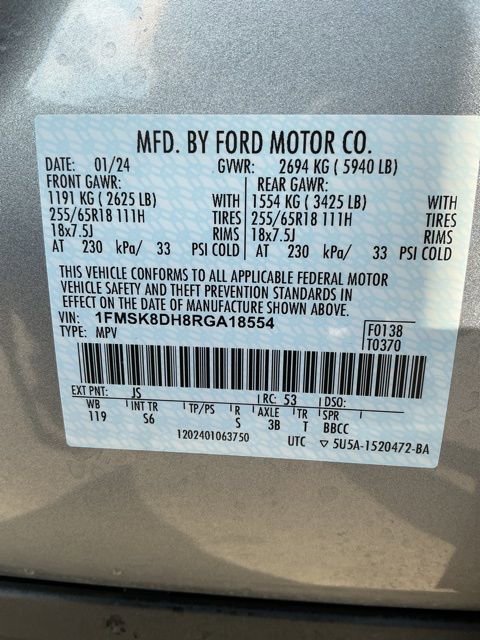 MFD. BY FORD MOTOR CO.
DATE: 01/24 GVWR: 2694 KG ( 5940 LB)
FRONT GAWR: REAR GAWR:
1191 KG ( 2625 LB) WITH 1554 KG ( 3425 LB) WITH
255/65R18 111H TIRES 255/65R18 111H TIRES
18x7.5J RIMS 18x7.5J RIMS
AT 230 kPa/ 33 PSI COLD AT 230 kPa/ 33 PSI COLD
THIS VEHICLE CONFORMS TO ALL APPLICABLE FEDERAL MOTOR
VEHICLE SAFETY AND THEFT PREVENTION STANDARDS IN
EFFECT ON THE DATE OF MANUFACTURE SHOWN ABOVE.
VIN: 1FMSK8DH8RGA18554 F0138
TYPE: MPV T0370
EXT PNT: JS RC: 53 DSO:
WB INT TR TP/PS R AXLE TR SPR
119 S6 S 3B T BBCC
1202401063750 UTC ▽ 5U5A-1520472-BA